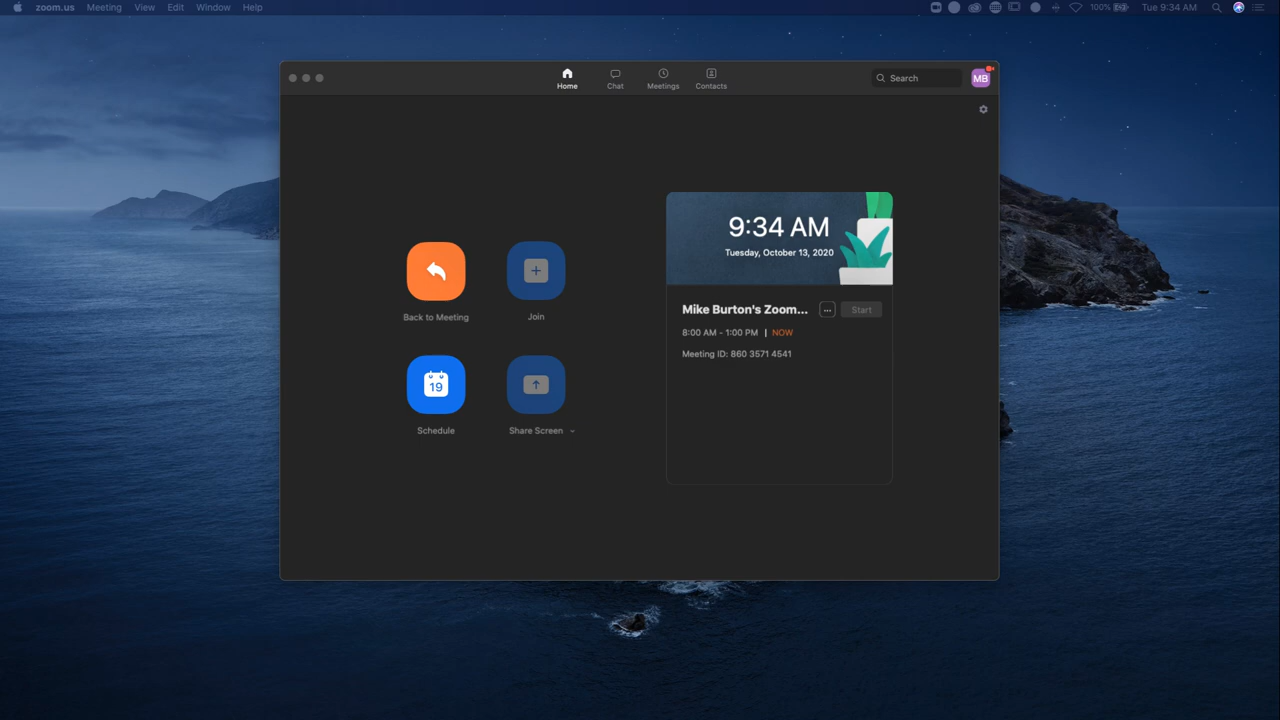 zoom.us Meeting View Edit Window Help
100% Tue 9:34 AM
Home Chat Meetings Contacts
Search
MB
9:34 AM
Tuesday, October 13, 2020
Back to Meeting
Join
Mike Burton's Zoom... ... Start
8:00 AM - 1:00 PM | NOW
Meeting ID: 860 3571 4541
19
Schedule
Share Screen